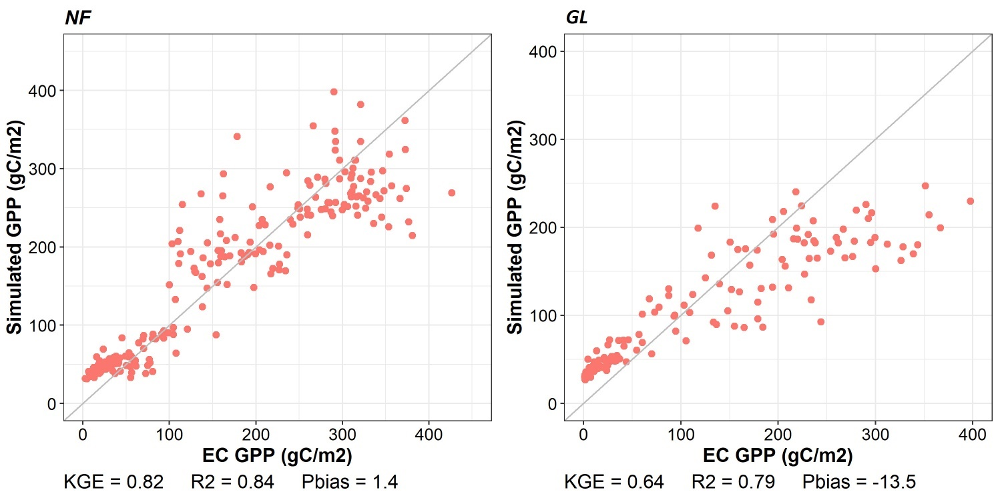 NF
Simulated GPP (gC/m2)
400
300
200
100
0
0 100 200 300 400
EC GPP (gC/m2)
KGE = 0.82 R2 = 0.84 Pbias = 1.4
GL
Simulated GPP (gC/m2)
400
300
200
100
0
0 100 200 300 400
EC GPP (gC/m2)
KGE = 0.64 R2 = 0.79 Pbias = -13.5